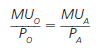 MU_O / P_O = MU_A / P_A